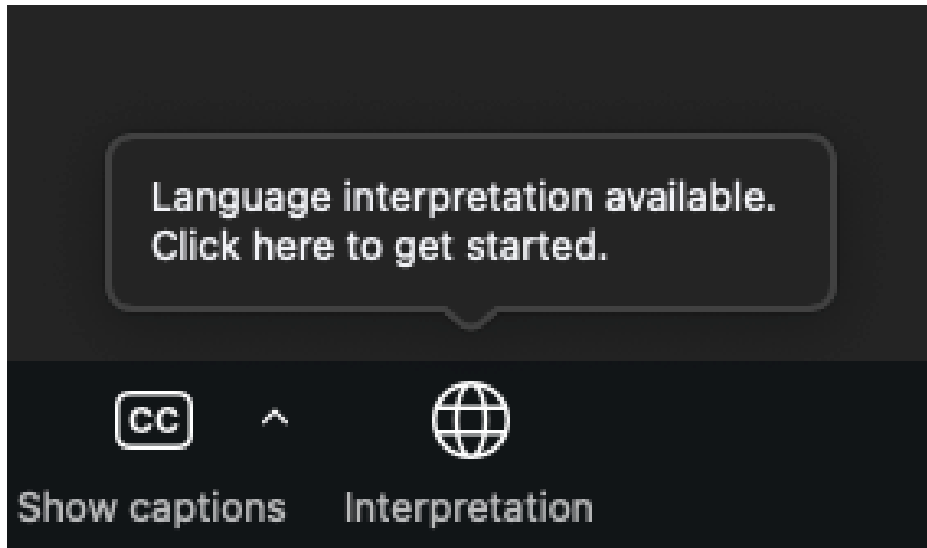 Language interpretation available.
Click here to get started.
CC
Show captions
Interpretation